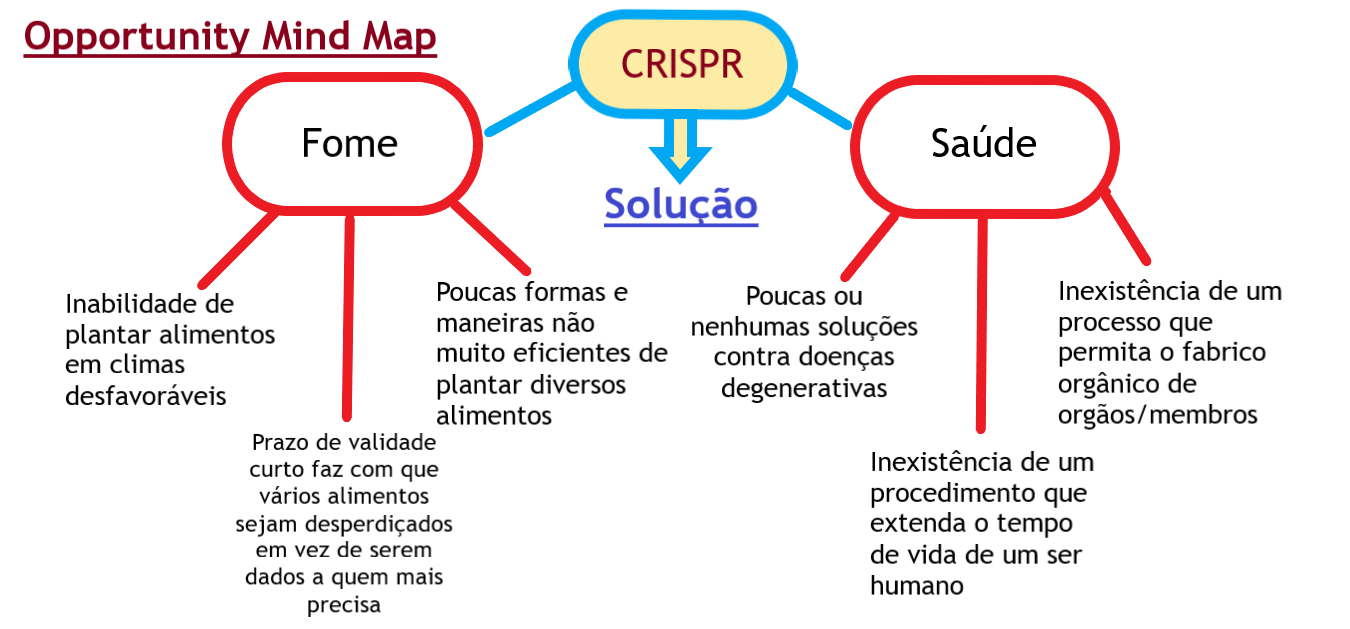 Opportunity Mind Map
CRISPR
Solução
Fome
Inabilidade de
plantar alimentos
em climas
desfavoráveis
Prazo de validade
curto faz com que
vários alimentos
sejam desperdiçados
em vez de serem
dados a quem mais
precisa
Poucas formas e
maneiras não
muito eficientes de
plantar diversos
alimentos
Saúde
Poucas ou
nenhumas soluções
contra doenças
degenerativas
Inexistência de um
procedimento que
extenda o tempo
de vida de um ser
humano
Inexistência de um
processo que
permita o fabrico
orgânico de
orgãos/membros